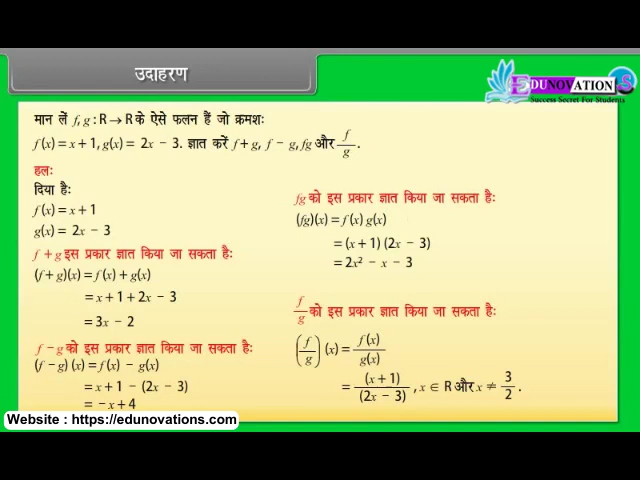 उदाहरण
EDUNOVATIONS
Success Secret For Students
मान लें f, g : R → R के ऐसे फलन हैं जो क्रमशः
f (x) = x + 1, g(x) = 2x − 3. ज्ञात करें f + g, f − g, fg और f/g .
हलः
दिया हैः
f (x) = x + 1
g(x) = 2x − 3
f + g इस प्रकार ज्ञात किया जा सकता हैः
(f + g)(x) = f (x) + g(x)
= x + 1 + 2x − 3
= 3x − 2
f − g को इस प्रकार ज्ञात किया जा सकता हैः
(f − g) (x) = f(x) − g(x)
= x + 1 − (2x − 3)
= −x + 4
fg को इस प्रकार ज्ञात किया जा सकता हैः
(fg)(x) = f (x) g(x)
= (x + 1) (2x − 3)
= 2x² − x − 3
f/g को इस प्रकार ज्ञात किया जा सकता हैः
(f/g) (x) = f(x)/g(x)
= (x + 1)/(2x − 3) , x ∈ R और x ≠ 3/2 .
Website : https://edunovations.com